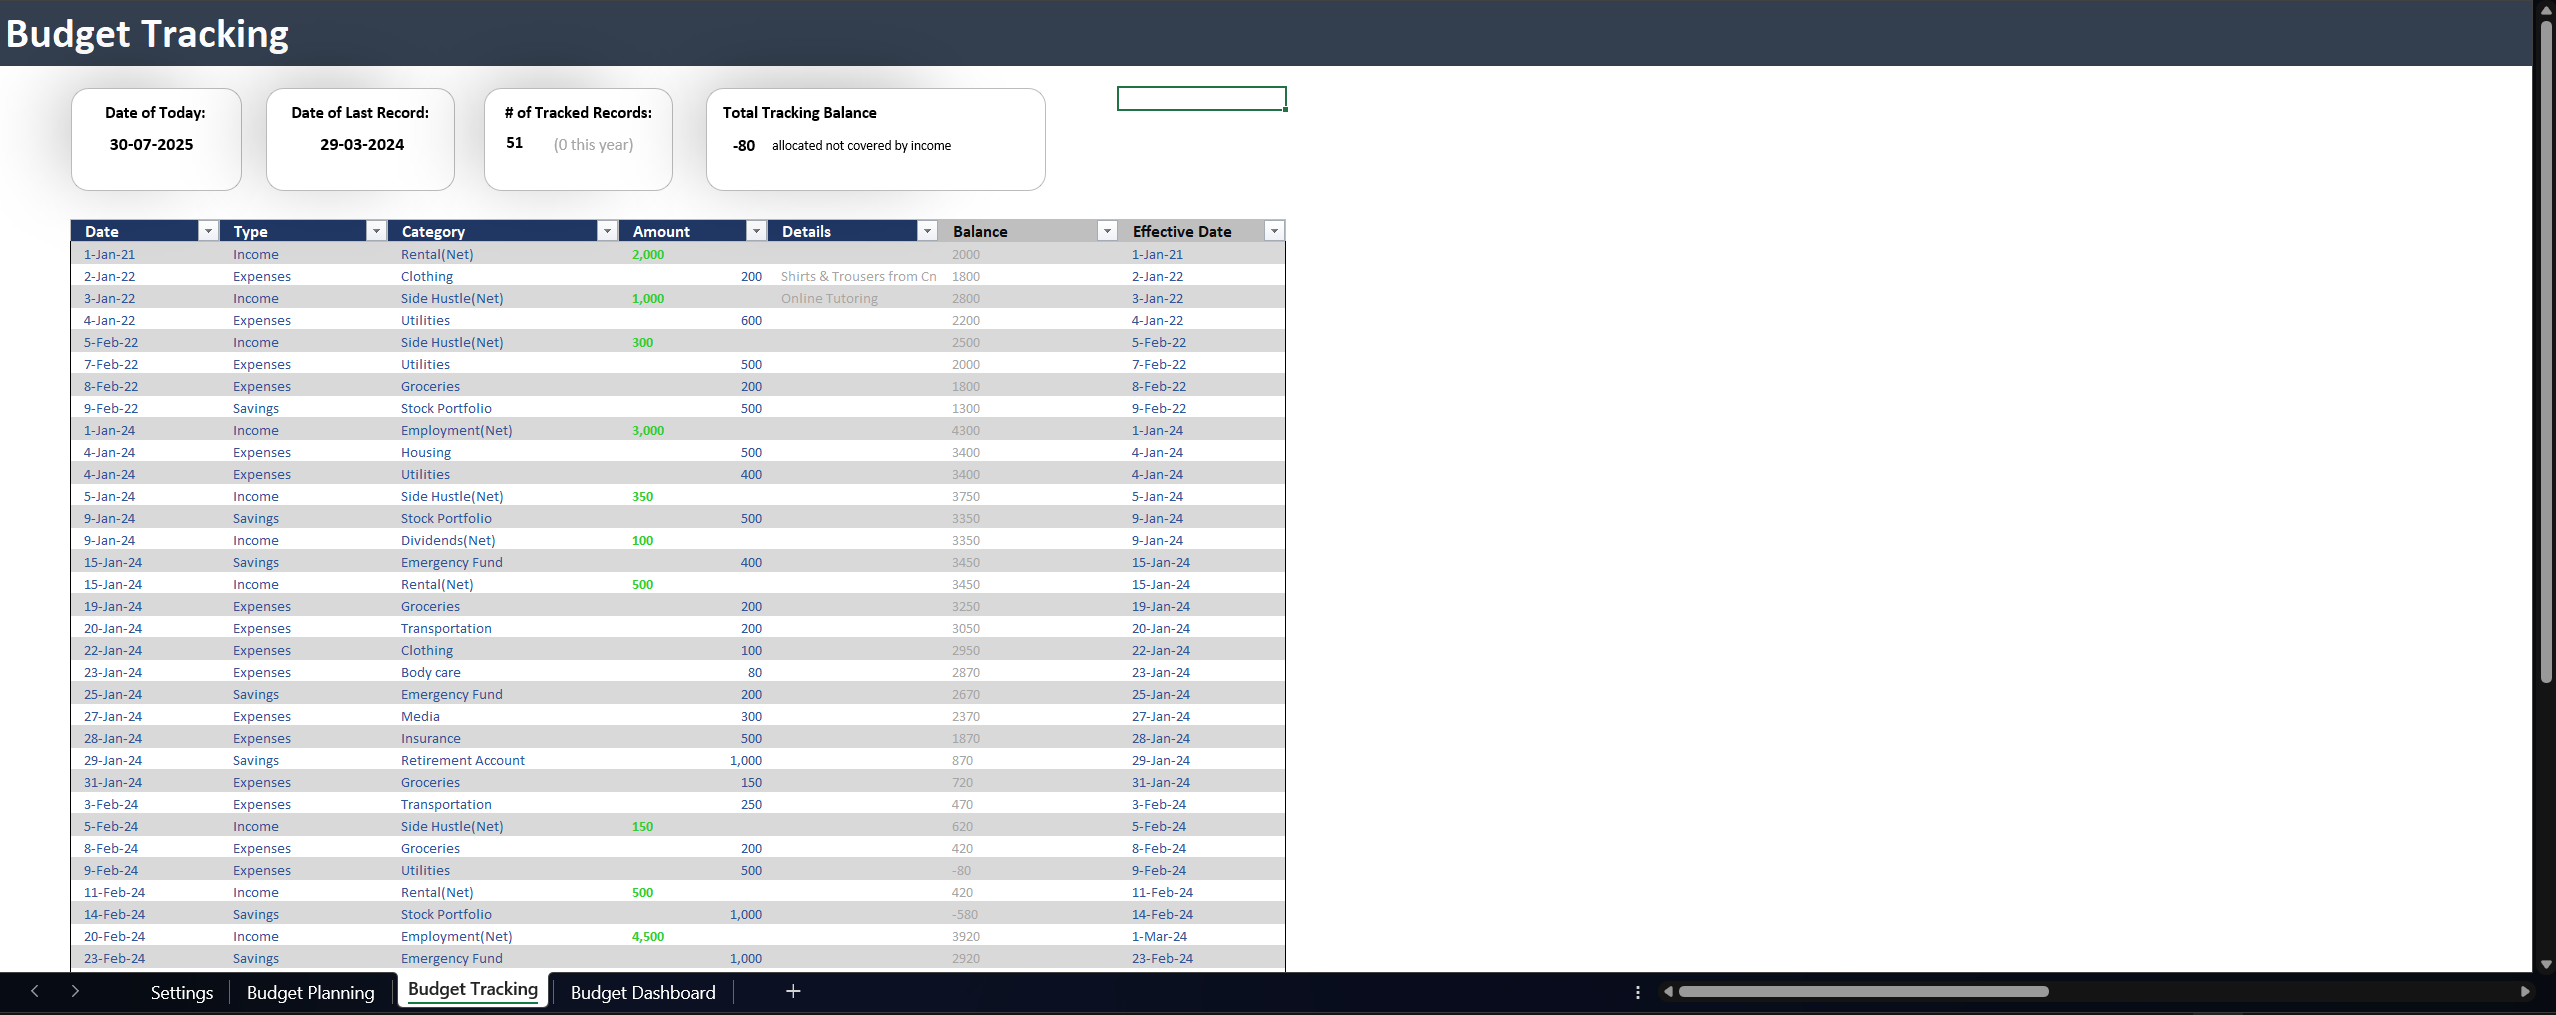 Budget Tracking
Date of Today: Date of Last Record: # of Tracked Records: Total Tracking Balance
30-07-2025 29-03-2024 51 (0 this year) -80 allocated not covered by income
Date Type Category Amount Details Balance Effective Date
1-Jan-21 Income Rental(Net) 2,000 2000 1-Jan-21
2-Jan-22 Expenses Clothing 200 Shirts & Trousers from Cn 1800 2-Jan-22
3-Jan-22 Income Side Hustle(Net) 1,000 Online Tutoring 2800 3-Jan-22
4-Jan-22 Expenses Utilities 600 2200 4-Jan-22
5-Feb-22 Income Side Hustle(Net) 300 2500 5-Feb-22
7-Feb-22 Expenses Utilities 500 2000 7-Feb-22
8-Feb-22 Expenses Groceries 200 1800 8-Feb-22
9-Feb-22 Savings Stock Portfolio 500 1300 9-Feb-22
1-Jan-24 Income Employment(Net) 3,000 4300 1-Jan-24
4-Jan-24 Expenses Housing 500 3400 4-Jan-24
4-Jan-24 Expenses Utilities 400 3400 4-Jan-24
5-Jan-24 Income Side Hustle(Net) 350 3750 5-Jan-24
9-Jan-24 Savings Stock Portfolio 500 3350 9-Jan-24
9-Jan-24 Income Dividends(Net) 100 3350 9-Jan-24
15-Jan-24 Savings Emergency Fund 400 3450 15-Jan-24
15-Jan-24 Income Rental(Net) 500 3450 15-Jan-24
19-Jan-24 Expenses Groceries 200 3250 19-Jan-24
20-Jan-24 Expenses Transportation 200 3050 20-Jan-24
22-Jan-24 Expenses Clothing 100 2950 22-Jan-24
23-Jan-24 Expenses Body care 80 2870 23-Jan-24
25-Jan-24 Savings Emergency Fund 200 2670 25-Jan-24
27-Jan-24 Expenses Media 300 2370 27-Jan-24
28-Jan-24 Expenses Insurance 500 1870 28-Jan-24
29-Jan-24 Savings Retirement Account 1,000 870 29-Jan-24
31-Jan-24 Expenses Groceries 150 720 31-Jan-24
3-Feb-24 Expenses Transportation 250 470 3-Feb-24
5-Feb-24 Income Side Hustle(Net) 150 620 5-Feb-24
8-Feb-24 Expenses Groceries 200 420 8-Feb-24
9-Feb-24 Expenses Utilities 500 -80 9-Feb-24
11-Feb-24 Income Rental(Net) 500 420 11-Feb-24
14-Feb-24 Savings Stock Portfolio 1,000 -580 14-Feb-24
20-Feb-24 Income Employment(Net) 4,500 3920 1-Mar-24
23-Feb-24 Savings Emergency Fund 1,000 2920 23-Feb-24
Settings Budget Planning Budget Tracking Budget Dashboard